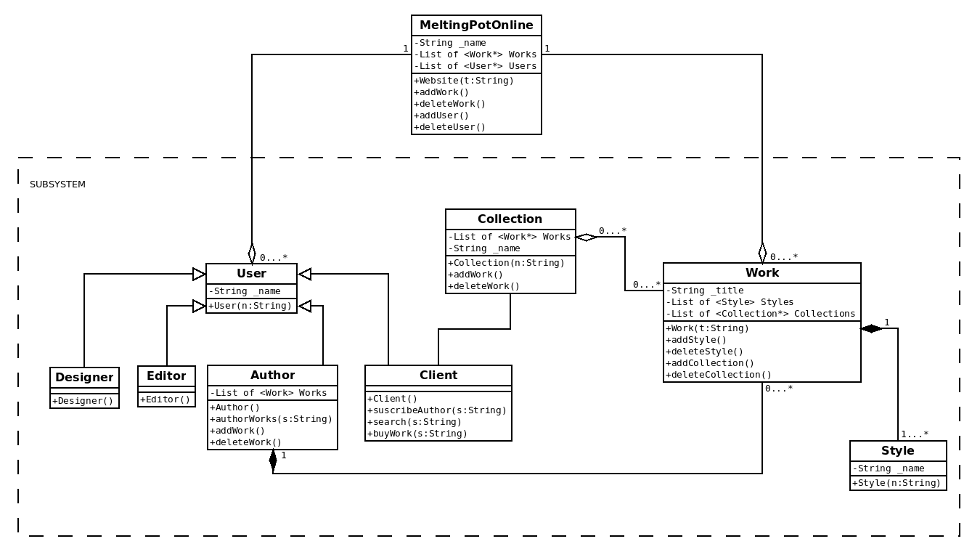 MeltingPotOnline
-String _name
-List of <Work*> Works
-List of <User*> Users
+Website(t:String)
+addWork()
+deleteWork()
+addUser()
+deleteUser()
1
1
SUBSYSTEM
Collection
-List of <Work*> Works
-String _name
+Collection(n:String)
+addWork()
+deleteWork()
0...*
0...*
User
-String _name
+User(n:String)
0...*
0...*
Work
-String _title
-List of <Style> Styles
-List of <Collection*> Collections
+Work(t:String)
+addStyle()
+deleteStyle()
+addCollection()
+deleteCollection()
1
0...*
Designer
+Designer()
Editor
+Editor()
Author
-List of <Work> Works
+Author()
+authorWorks(s:String)
+addWork()
+deleteWork()
1
Client
+Client()
+suscribeAuthor(s:String)
+search(s:String)
+buyWork(s:String)
1...*
Style
-String _name
+Style(n:String)